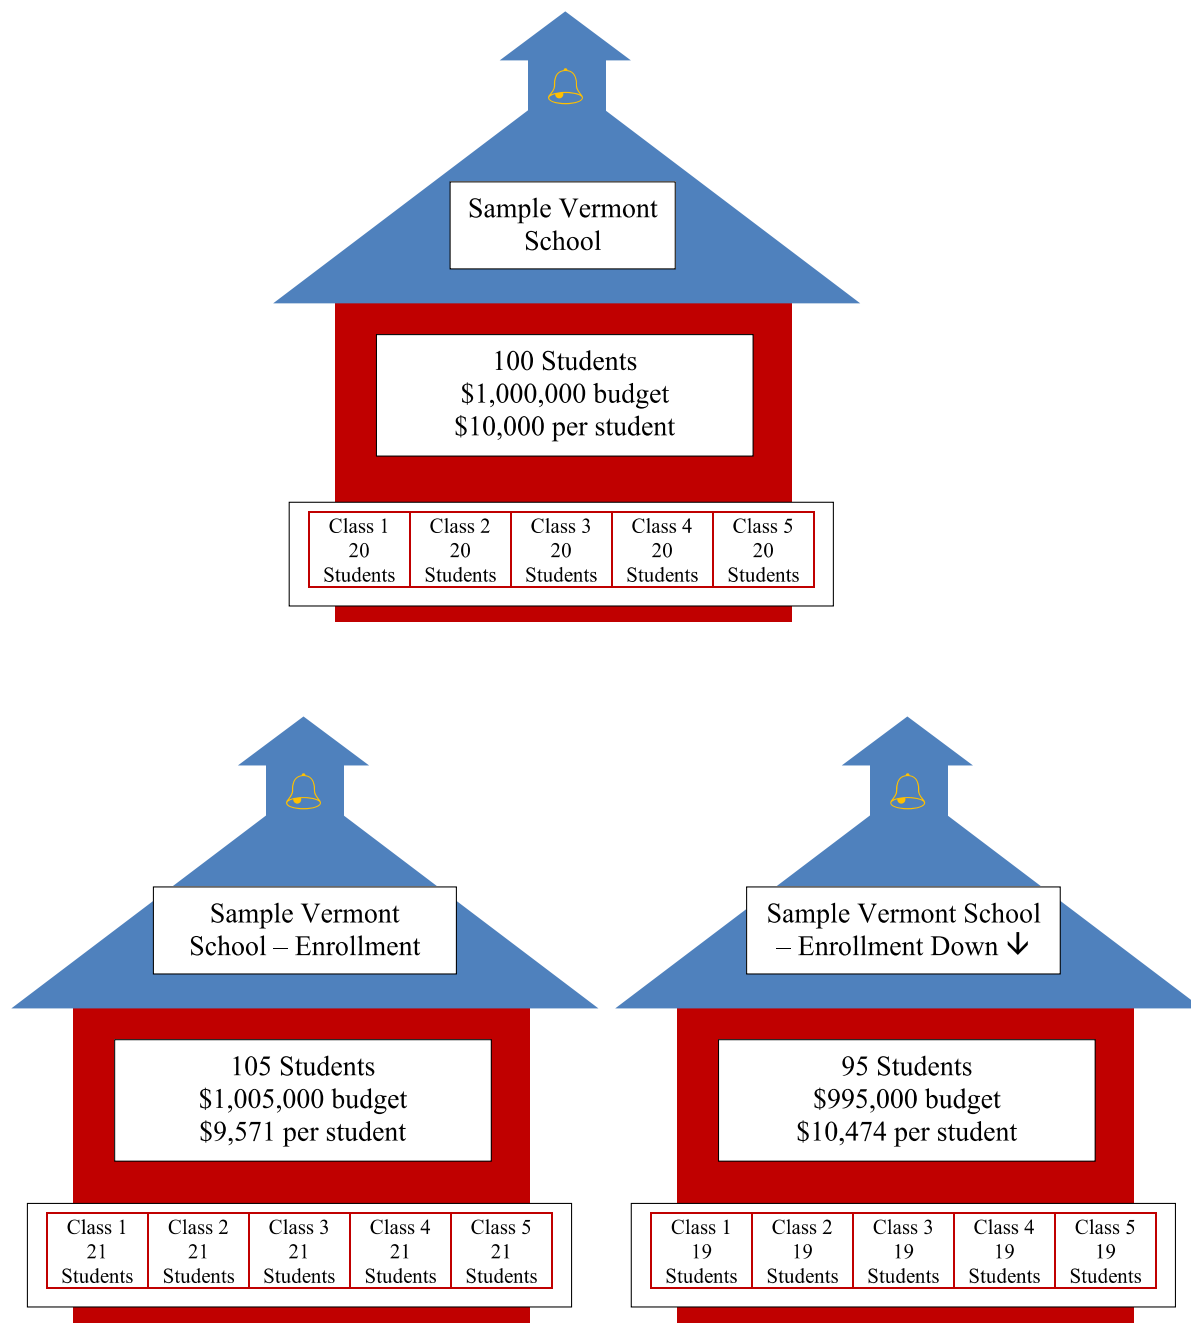 Sample Vermont
School
100 Students
$1,000,000 budget
$10,000 per student
Class 1
20
Students
Class 2
20
Students
Class 3
20
Students
Class 4
20
Students
Class 5
20
Students
Sample Vermont
School – Enrollment
105 Students
$1,005,000 budget
$9,571 per student
Class 1
21
Students
Class 2
21
Students
Class 3
21
Students
Class 4
21
Students
Class 5
21
Students
Sample Vermont School
– Enrollment Down ↓
95 Students
$995,000 budget
$10,474 per student
Class 1
19
Students
Class 2
19
Students
Class 3
19
Students
Class 4
19
Students
Class 5
19
Students